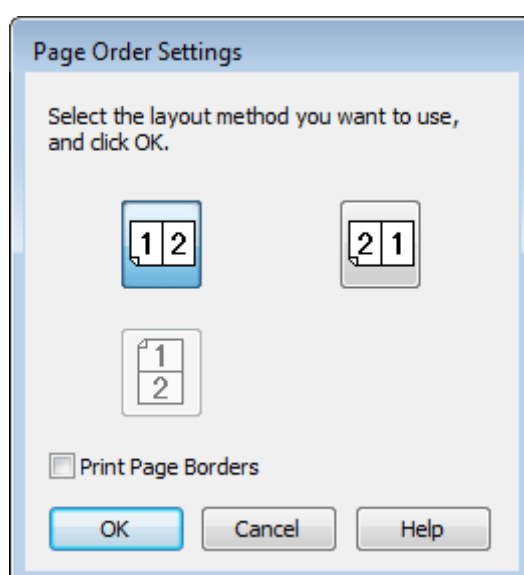 Page Order Settings
Select the layout method you want to use,
and click OK.
1 2
2 1
1
2
Print Page Borders
OK Cancel Help